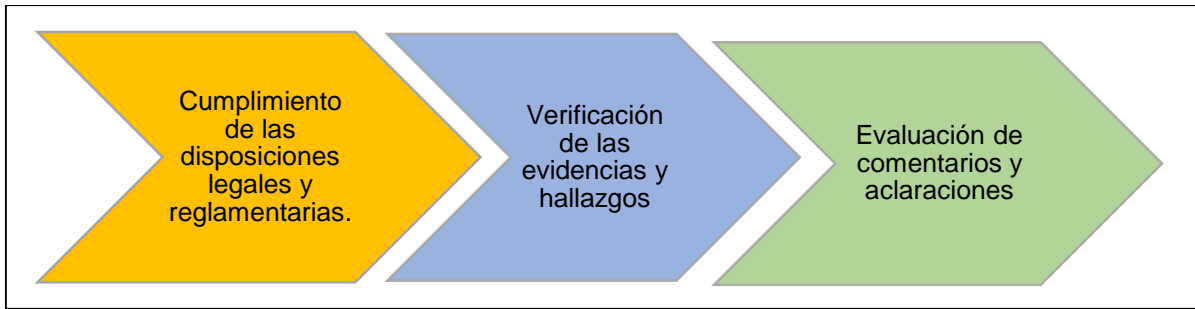 Cumplimiento
de las
disposiciones
legales y
reglamentarias.
Verificación
de las
evidencias y
hallazgos
Evaluación de
comentarios y
aclaraciones